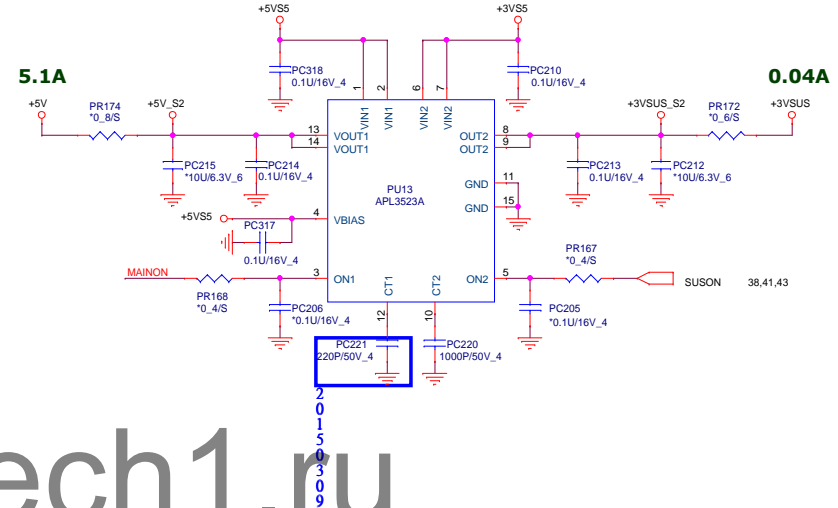 +5VS5
+3VS5
5.1A
0.04A
PC318
0.1U/16V_4
PC210
0.1U/16V_4
1
2
6
7
VIN1
VIN1
VIN2
VIN2
+5V
PR174
*0_8/S
+5V_S2
+3VSUS_S2
PR172
*0_6/S
+3VSUS
13
VOUT1
14
VOUT1
OUT2
8
OUT2
9
PC215
*10U/6.3V_6
PC214
0.1U/16V_4
PC213
0.1U/16V_4
PC212
*10U/6.3V_6
PU13
APL3523A
GND
11
GND
15
+5VS5
4
VBIAS
PC317
0.1U/16V_4
MAINON
PR168
*0_4/S
3
ON1
ON2
5
PR167
*0_4/S
SUSON
38,41,43
CT1
CT2
12
10
PC206
*0.1U/16V_4
PC205
*0.1U/16V_4
PC221
220P/50V_4
PC220
1000P/50V_4
20150309
ech1.ru